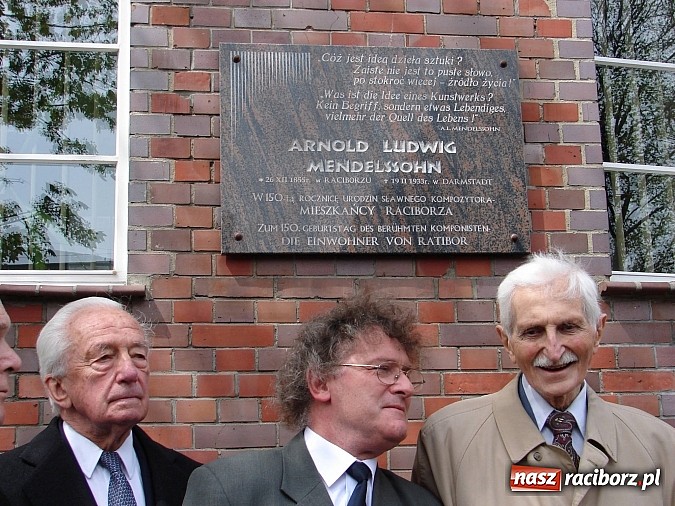 „Cóż jest ideą dzieła sztuki?
Zaiste nie jest to puste słowo,
po stokroć więcej – źródło życia!"
„Was ist die Idee eines Kunstwerks?
Kein Begriff, sondern etwas Lebendiges,
vielmehr der Quell des Lebens!"
A.L. MENDELSSOHN
ARNOLD LUDWIG
MENDELSSOHN
* 26 XII 1855r. w RACIBORZU + 19 II 1933r. w DARMSTADT
W 150-tą ROCZNICĘ URODZIN SŁAWNEGO KOMPOZYTORA-
MIESZKAŃCY RACIBORZA
ZUM 150. GEBURTSTAG DES BERÜHMTEN KOMPONISTEN-
DIE EINWOHNER VON RATIBOR
nasz raciborz.pl